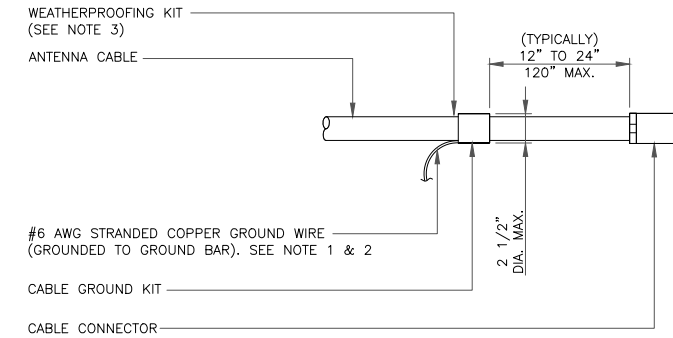 WEATHERPROOFING KIT
(SEE NOTE 3)
ANTENNA CABLE
(TYPICALLY)
12" TO 24"
120" MAX.
2 1/2"
DIA. MAX.
#6 AWG STRANDED COPPER GROUND WIRE
(GROUNDED TO GROUND BAR). SEE NOTE 1 & 2
CABLE GROUND KIT
CABLE CONNECTOR